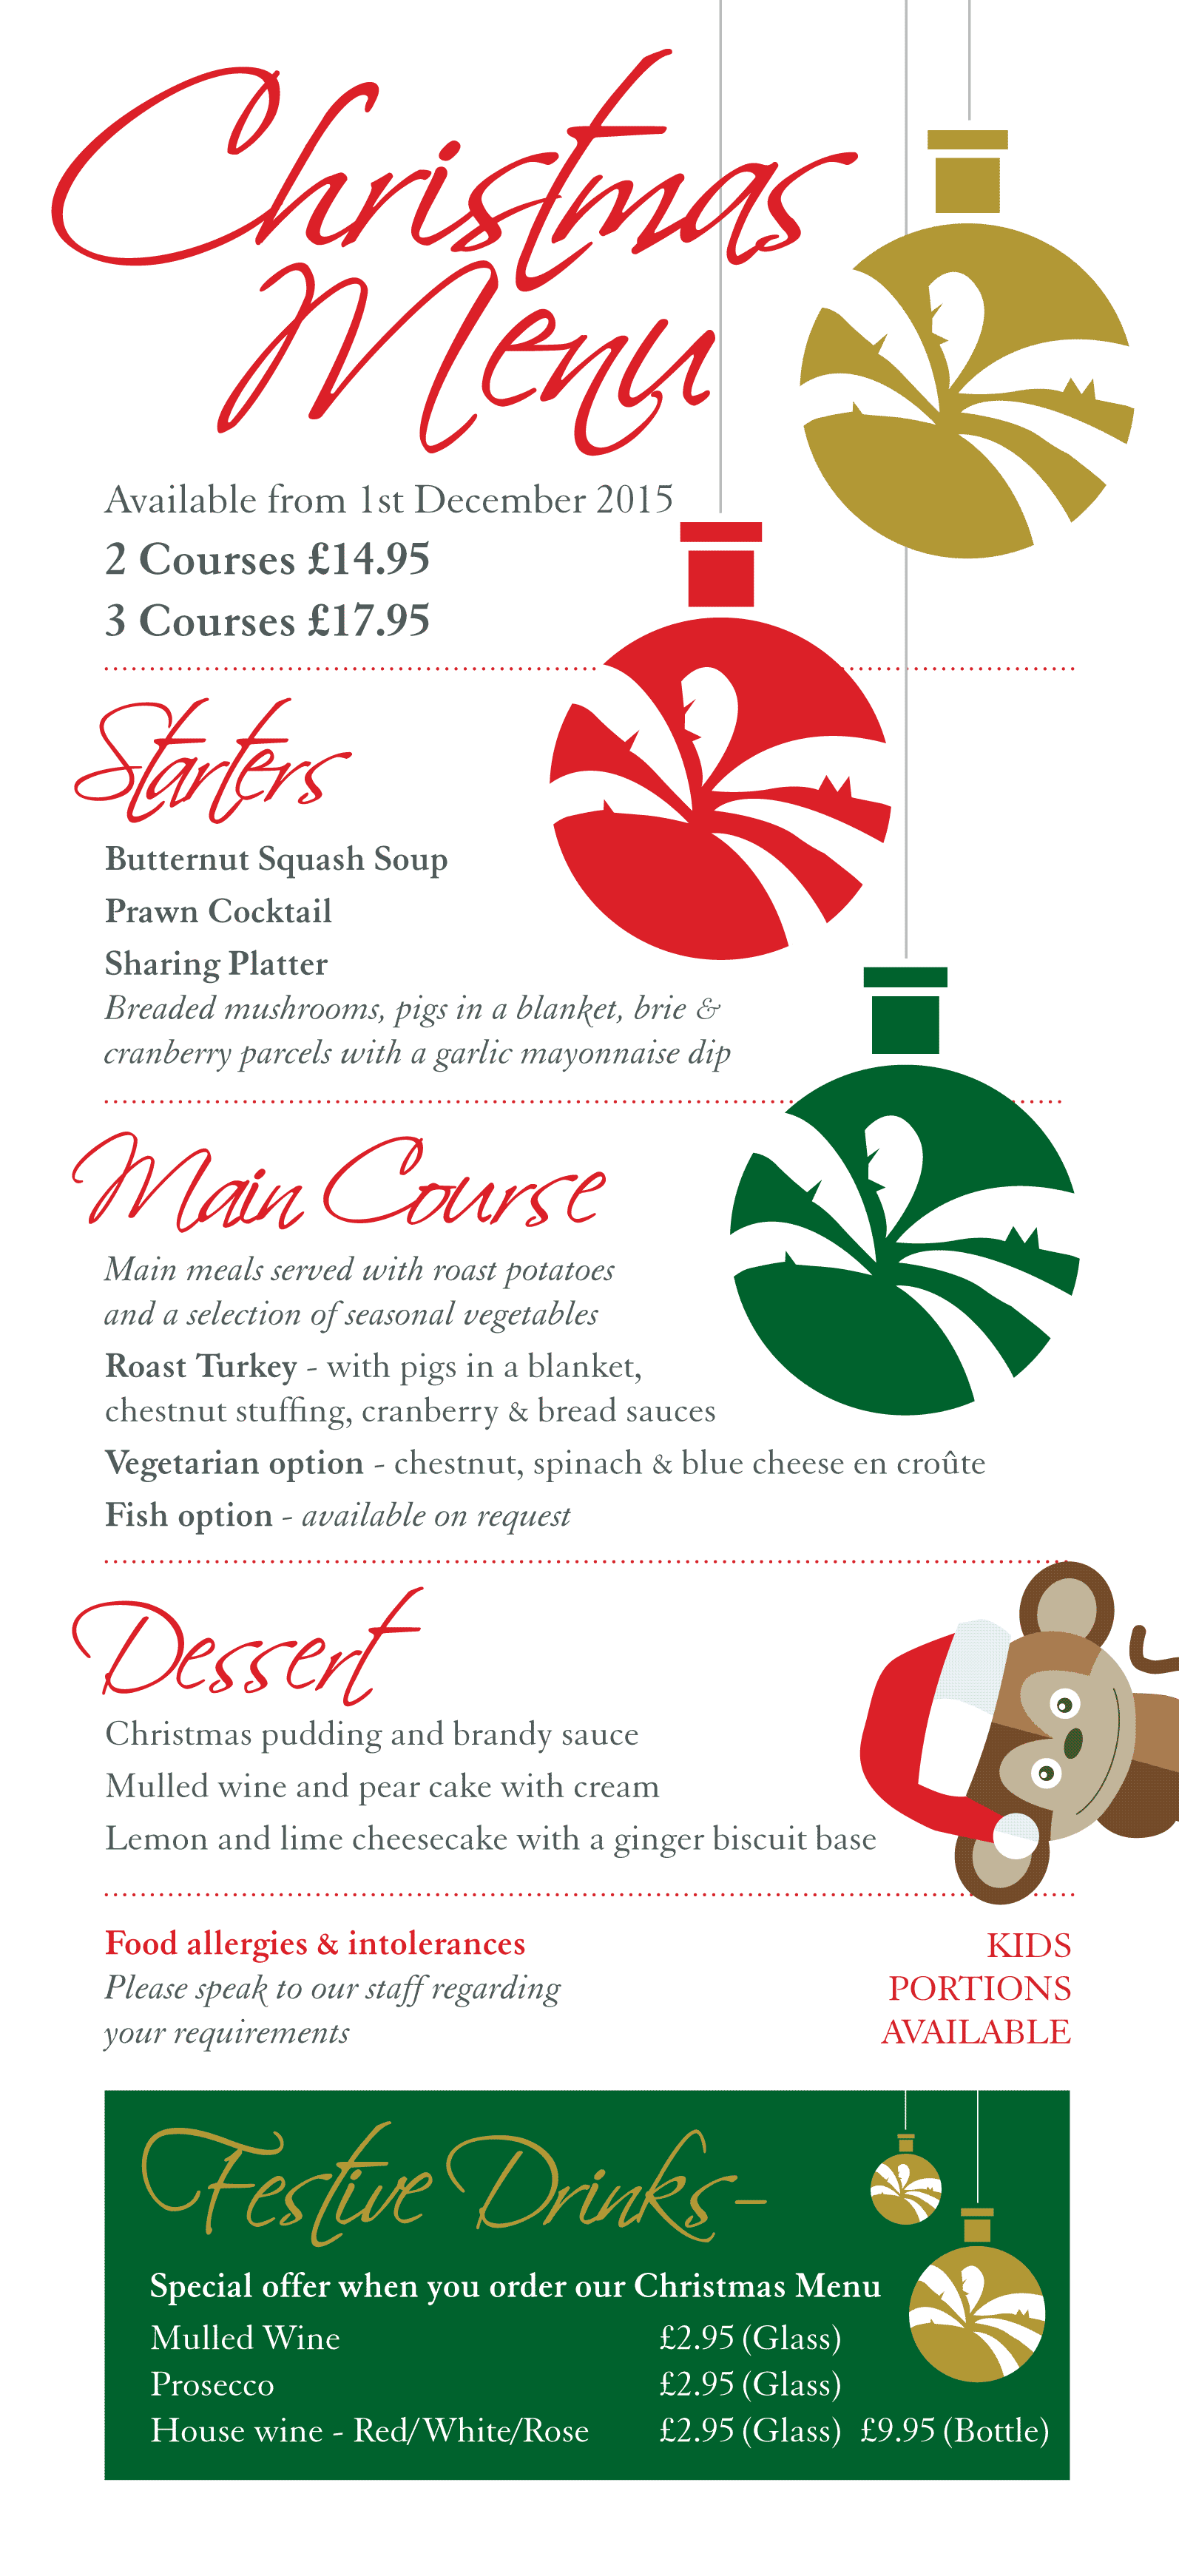 Christmas
Menu
Available from 1st December 2015
2 Courses £14.95
3 Courses £17.95
Starters
Butternut Squash Soup
Prawn Cocktail
Sharing Platter
Breaded mushrooms, pigs in a blanket, brie &
cranberry parcels with a garlic mayonnaise dip
Main Course
Main meals served with roast potatoes
and a selection of seasonal vegetables
Roast Turkey - with pigs in a blanket,
chestnut stuffing, cranberry & bread sauces
Vegetarian option - chestnut, spinach & blue cheese en croûte
Fish option - available on request
Dessert
Christmas pudding and brandy sauce
Mulled wine and pear cake with cream
Lemon and lime cheesecake with a ginger biscuit base
Food allergies & intolerances
Please speak to our staff regarding
your requirements
KIDS
PORTIONS
AVAILABLE
Festive Drinks-
Special offer when you order our Christmas Menu
Mulled Wine £2.95 (Glass)
Prosecco £2.95 (Glass)
House wine - Red/White/Rose £2.95 (Glass) £9.95 (Bottle)